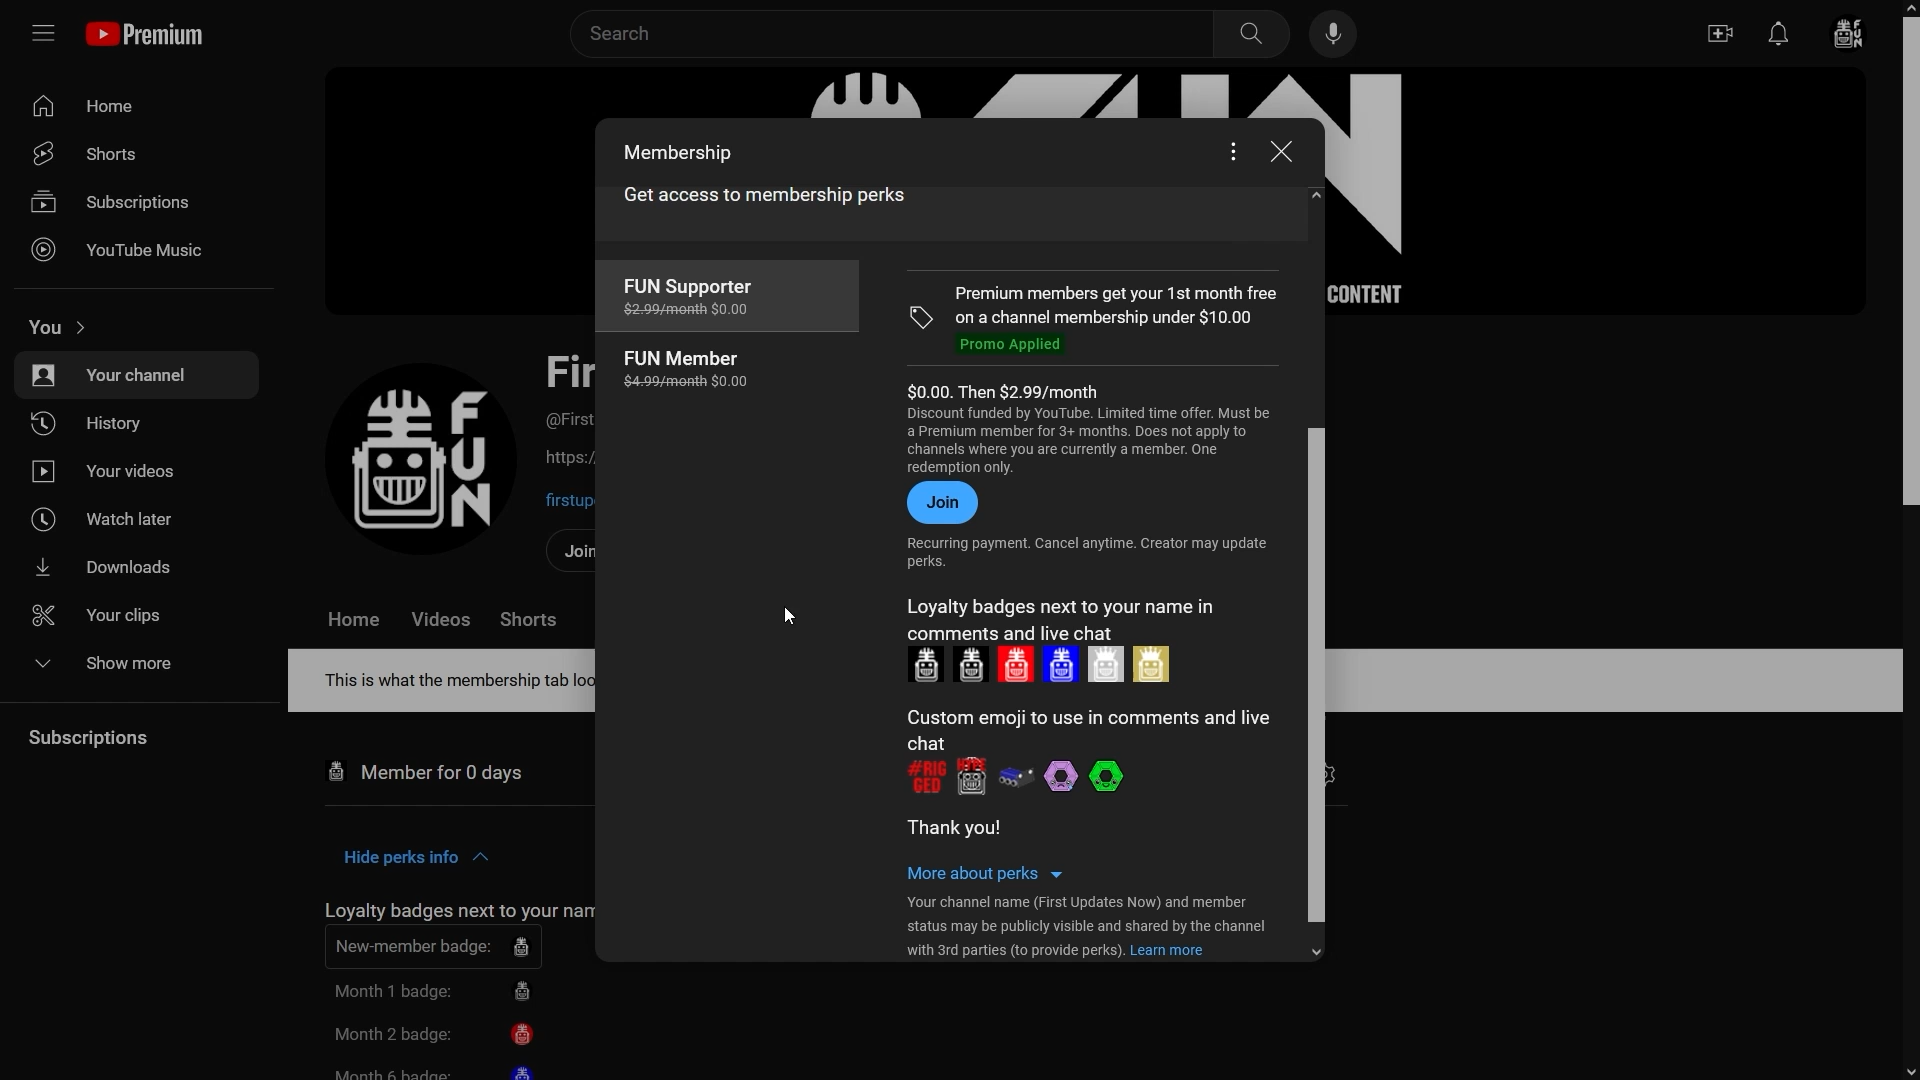 Premium
Search
Home
Shorts
Subscriptions
YouTube Music
You
Your channel
History
Your videos
Watch later
Downloads
Your clips
Show more
Subscriptions
CONTENT
FUN
Fir
@First
https:/
firstup
Join
Home
Videos
Shorts
This is what the membership tab loo
Member for 0 days
Hide perks info
Loyalty badges next to your nam
New-member badge:
Month 1 badge:
Month 2 badge:
Month 6 badge:
Membership
Get access to membership perks
FUN Supporter
$2.99/month $0.00
FUN Member
$4.99/month $0.00
Premium members get your 1st month free
on a channel membership under $10.00
Promo Applied
$0.00. Then $2.99/month
Discount funded by YouTube. Limited time offer. Must be
a Premium member for 3+ months. Does not apply to
channels where you are currently a member. One
redemption only.
Join
Recurring payment. Cancel anytime. Creator may update
perks.
Loyalty badges next to your name in
comments and live chat
Custom emoji to use in comments and live
chat
#RIG
GED
HYPE
Thank you!
More about perks
Your channel name (First Updates Now) and member
status may be publicly visible and shared by the channel
with 3rd parties (to provide perks). Learn more